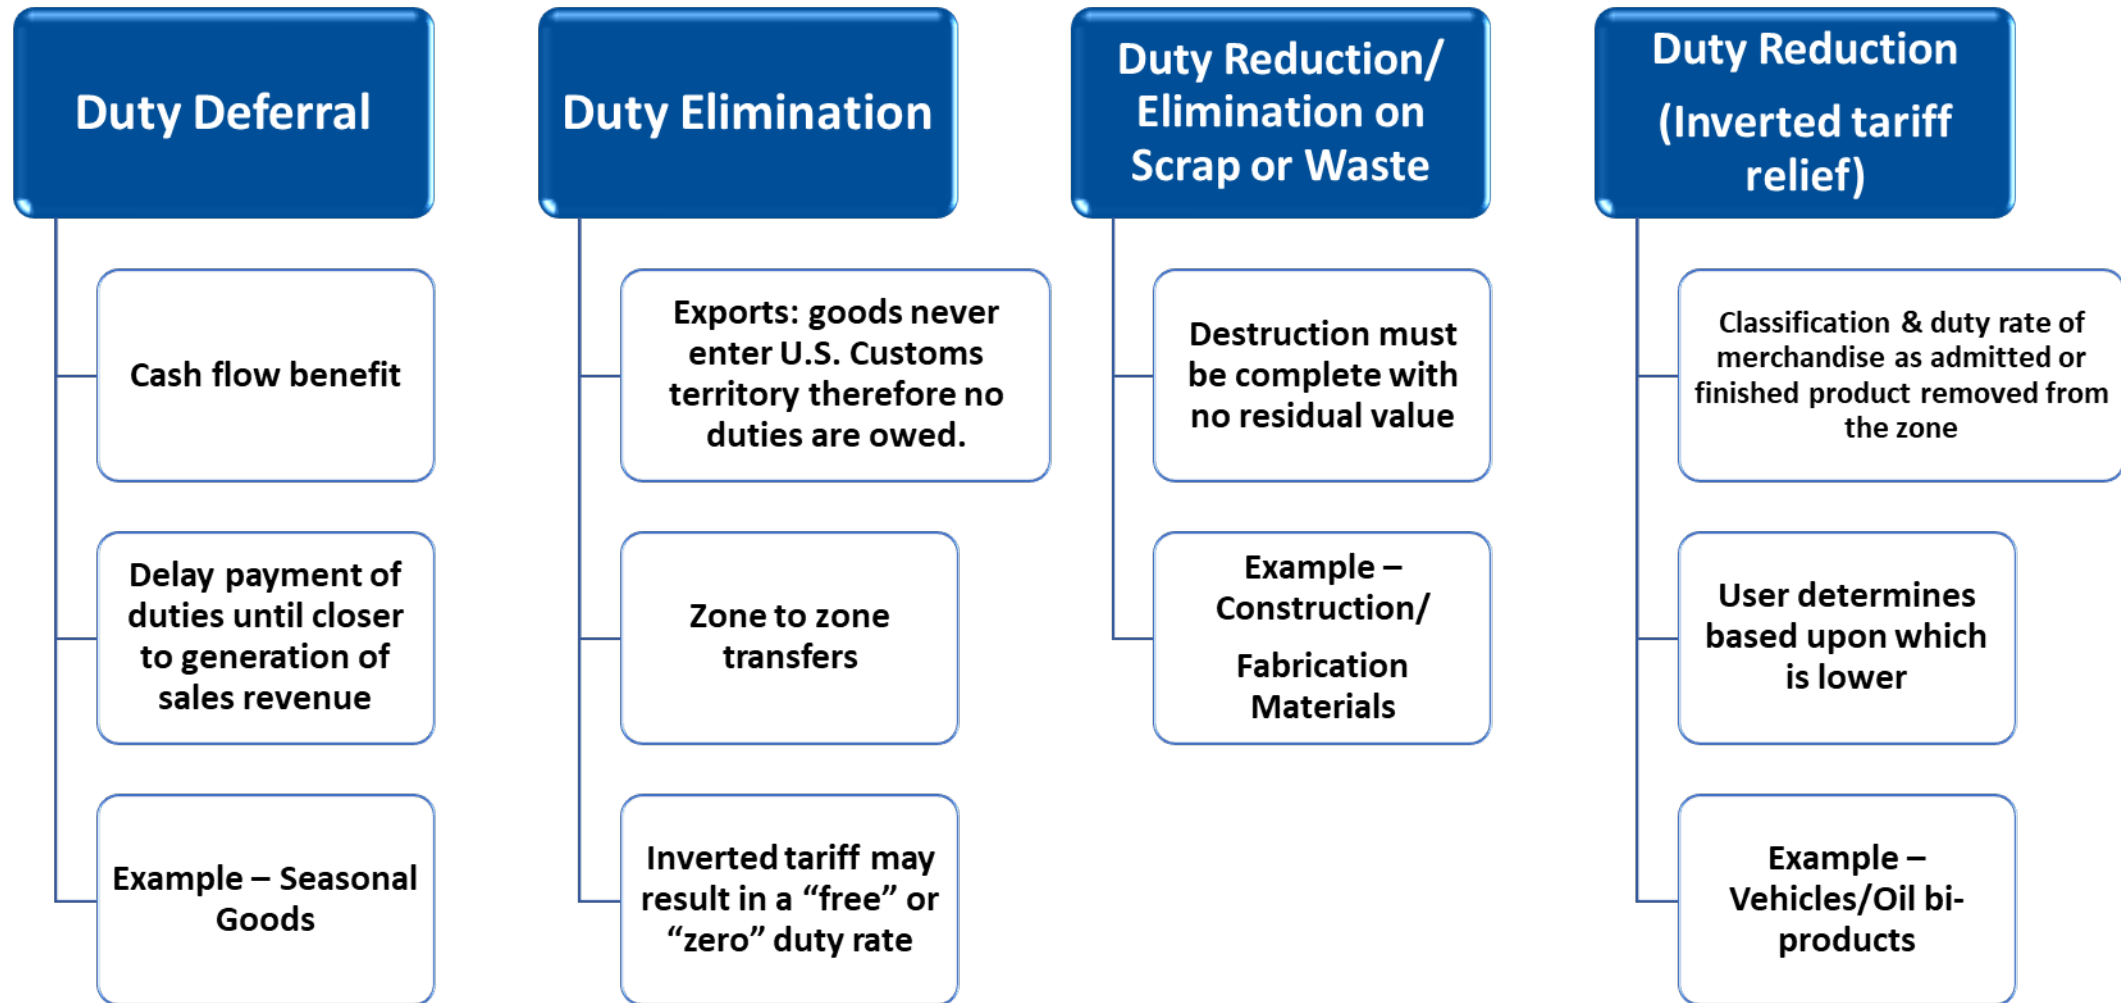 Duty Deferral
Cash flow benefit
Delay payment of
duties until closer
to generation of
sales revenue
Example – Seasonal
Goods
Duty Elimination
Exports: goods never
enter U.S. Customs
territory therefore no
duties are owed.
Zone to zone
transfers
Inverted tariff may
result in a “free” or
“zero” duty rate
Duty Reduction/
Elimination on
Scrap or Waste
Destruction must
be complete with
no residual value
Example –
Construction/
Fabrication
Materials
Duty Reduction
(Inverted tariff
relief)
Classification & duty rate of
merchandise as admitted or
finished product removed from
the zone
User determines
based upon which
is lower
Example –
Vehicles/Oil bi-
products